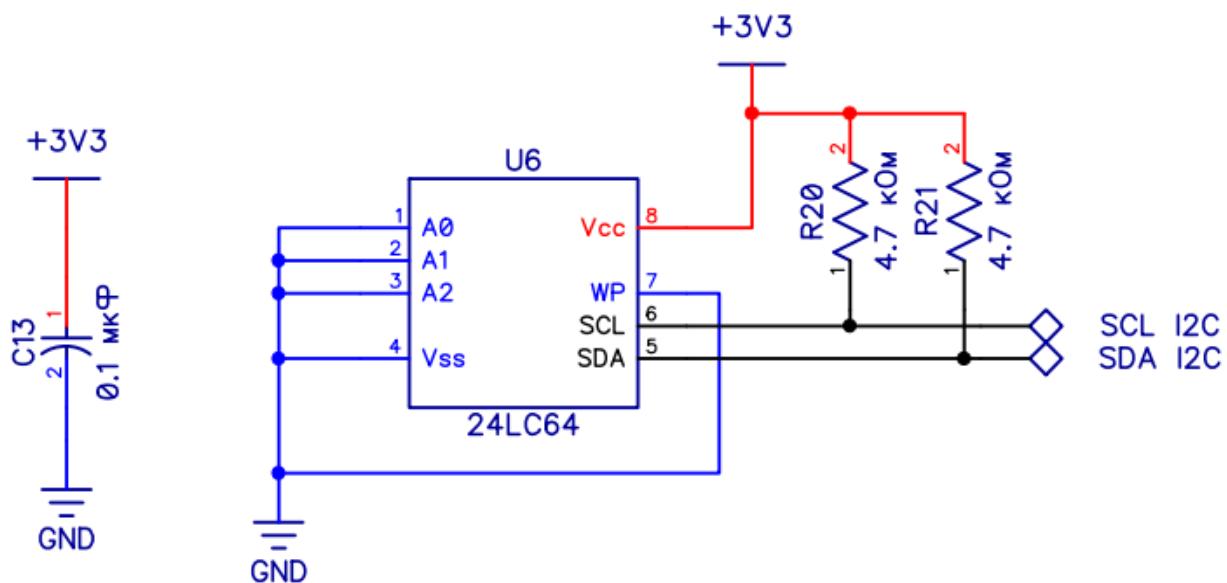 +3V3
+3V3
U6
1 A0
2 A1
3 A2
4 Vss
Vcc 8
WP 7
SCL 6
SDA 5
24LC64
GND
1
C13
2
0.1 мкФ
GND
2
R20
4.7 кОм
1
2
R21
4.7 кОм
1
SCL I2C
SDA I2C